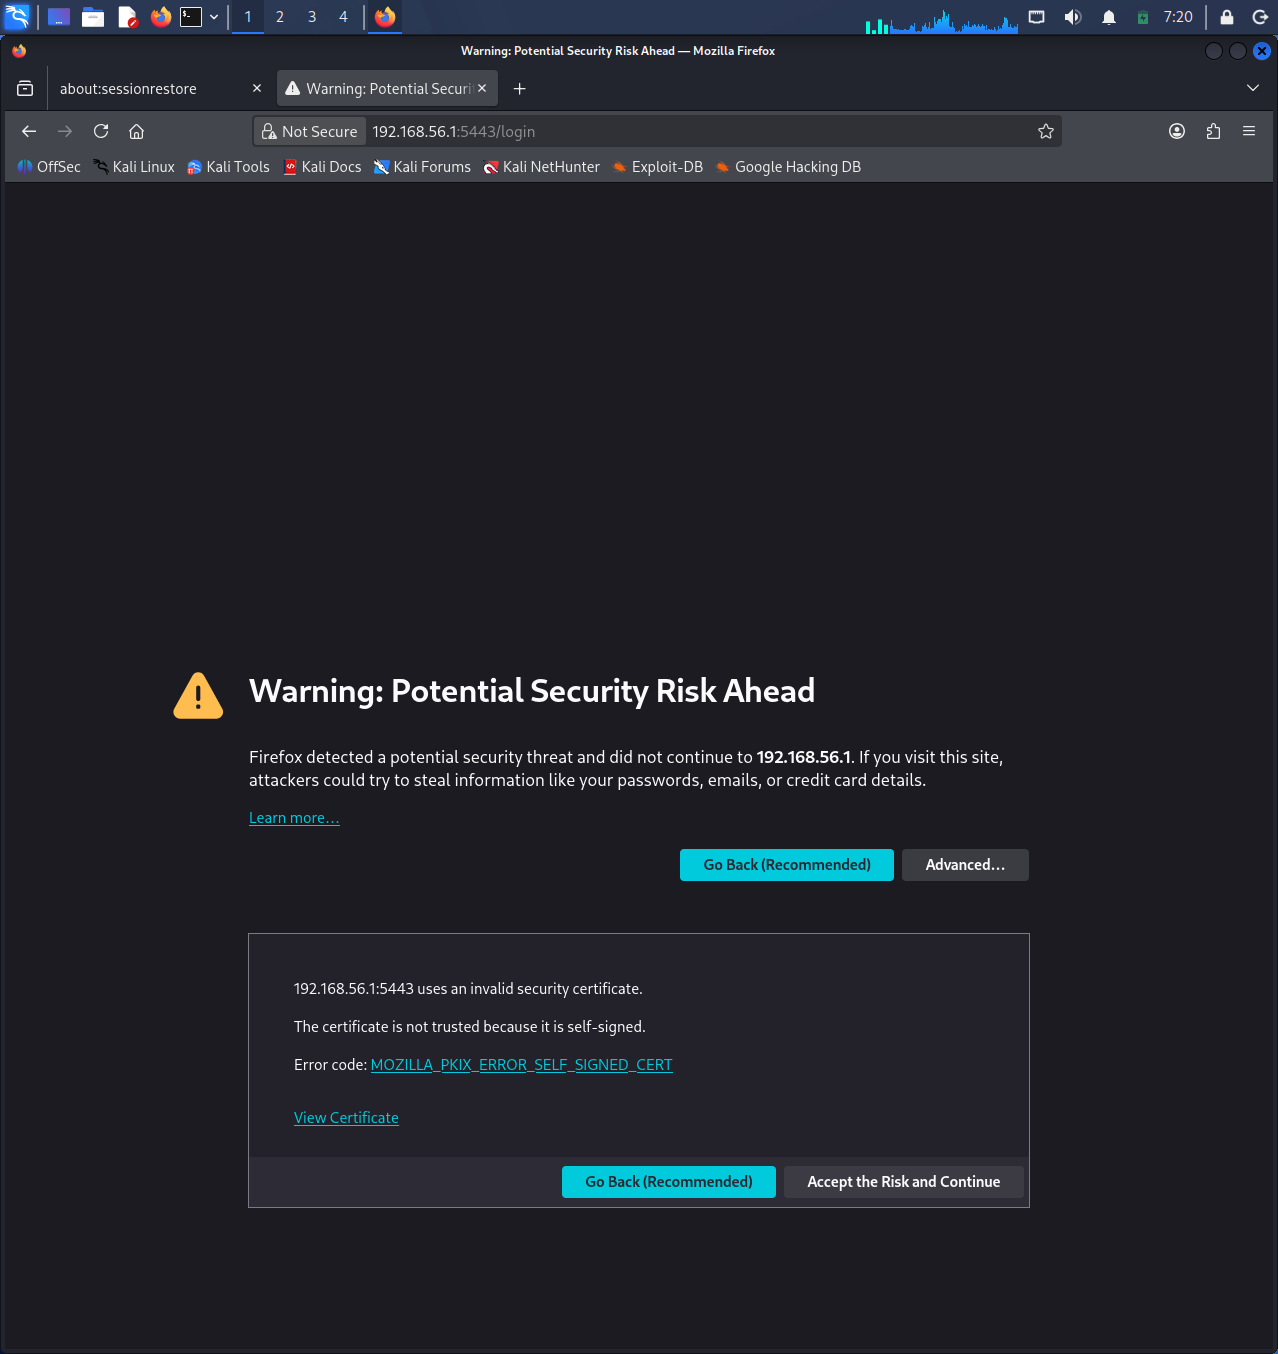 1 2 3 4 7:20
Warning: Potential Security Risk Ahead — Mozilla Firefox
about:sessionrestore
Warning: Potential Securi
Not Secure 192.168.56.1:5443/login
OffSec Kali Linux Kali Tools Kali Docs Kali Forums Kali NetHunter Exploit-DB Google Hacking DB
Warning: Potential Security Risk Ahead
Firefox detected a potential security threat and did not continue to 192.168.56.1. If you visit this site,
attackers could try to steal information like your passwords, emails, or credit card details.
Learn more…
Go Back (Recommended) Advanced…
192.168.56.1:5443 uses an invalid security certificate.
The certificate is not trusted because it is self-signed.
Error code: MOZILLA_PKIX_ERROR_SELF_SIGNED_CERT
View Certificate
Go Back (Recommended) Accept the Risk and Continue